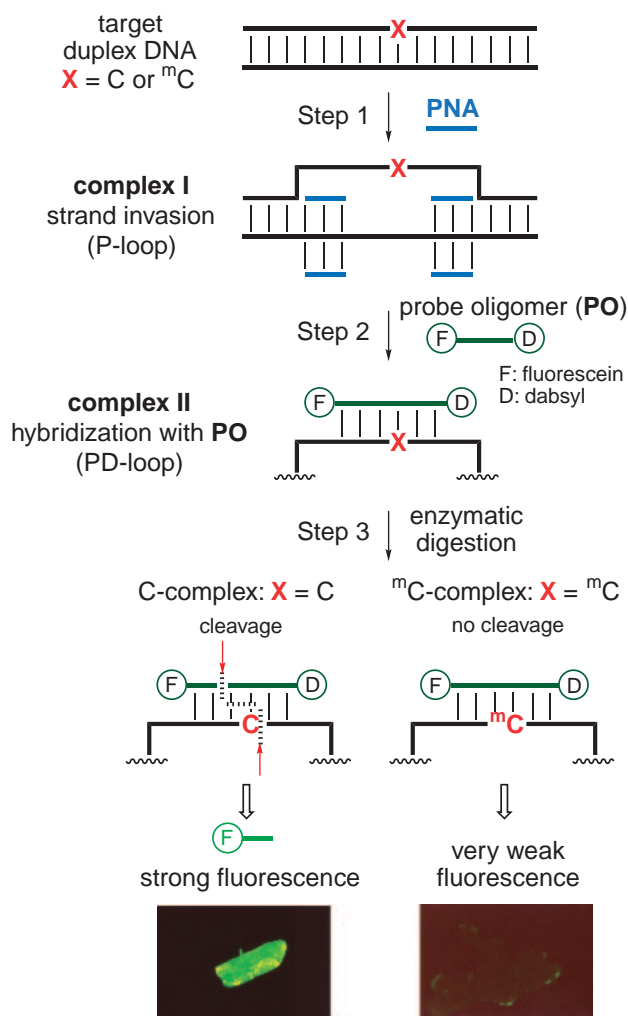 target
duplex DNA
X = C or ᵐC
X
Step 1
PNA
complex I
strand invasion
(P-loop)
X
Step 2
probe oligomer (PO)
F
D
F: fluorescein
D: dabsyl
complex II
hybridization with PO
(PD-loop)
F
D
X
Step 3
enzymatic
digestion
C-complex: X = C
cleavage
ᵐC-complex: X = ᵐC
no cleavage
F
D
C
F
D
ᵐC
F
strong fluorescence
very weak
fluorescence